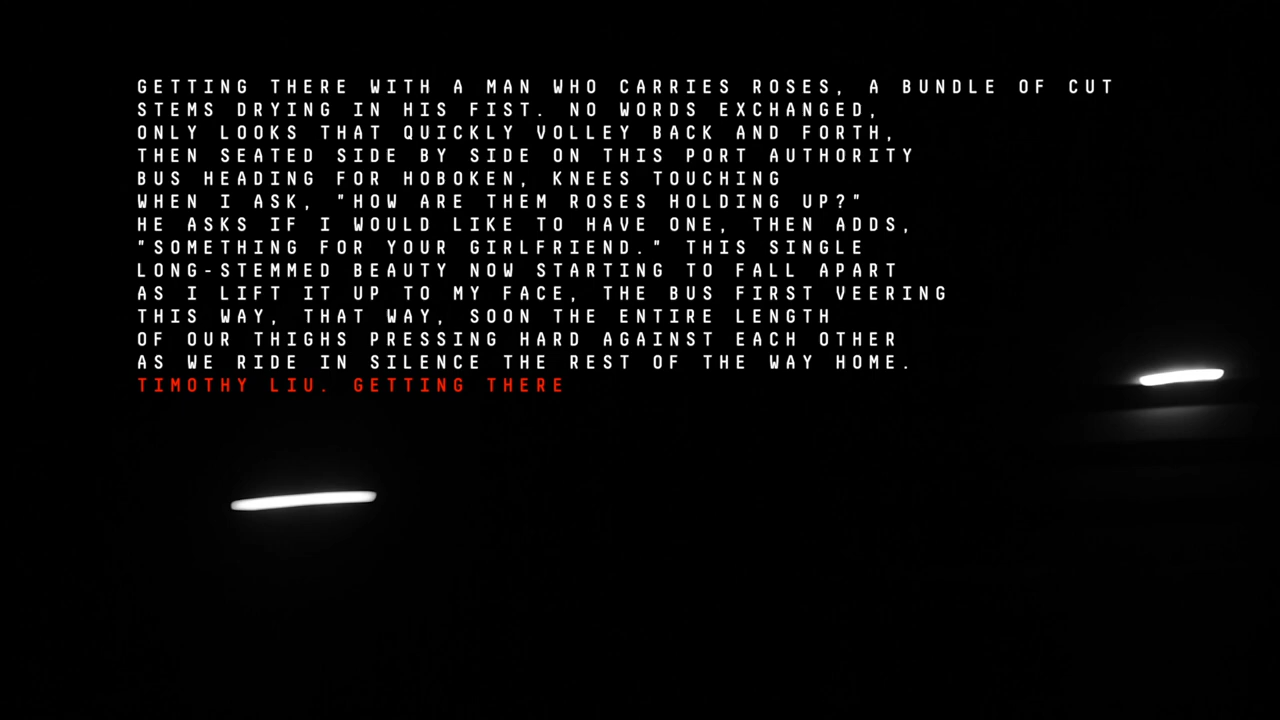 GETTING THERE WITH A MAN WHO CARRIES ROSES, A BUNDLE OF CUT
STEMS DRYING IN HIS FIST. NO WORDS EXCHANGED,
ONLY LOOKS THAT QUICKLY VOLLEY BACK AND FORTH,
THEN SEATED SIDE BY SIDE ON THIS PORT AUTHORITY
BUS HEADING FOR HOBOKEN, KNEES TOUCHING
WHEN I ASK, "HOW ARE THEM ROSES HOLDING UP?"
HE ASKS IF I WOULD LIKE TO HAVE ONE, THEN ADDS,
"SOMETHING FOR YOUR GIRLFRIEND." THIS SINGLE
LONG-STEMMED BEAUTY NOW STARTING TO FALL APART
AS I LIFT IT UP TO MY FACE, THE BUS FIRST VEERING
THIS WAY, THAT WAY, SOON THE ENTIRE LENGTH
OF OUR THIGHS PRESSING HARD AGAINST EACH OTHER
AS WE RIDE IN SILENCE THE REST OF THE WAY HOME.
TIMOTHY LIU. GETTING THERE